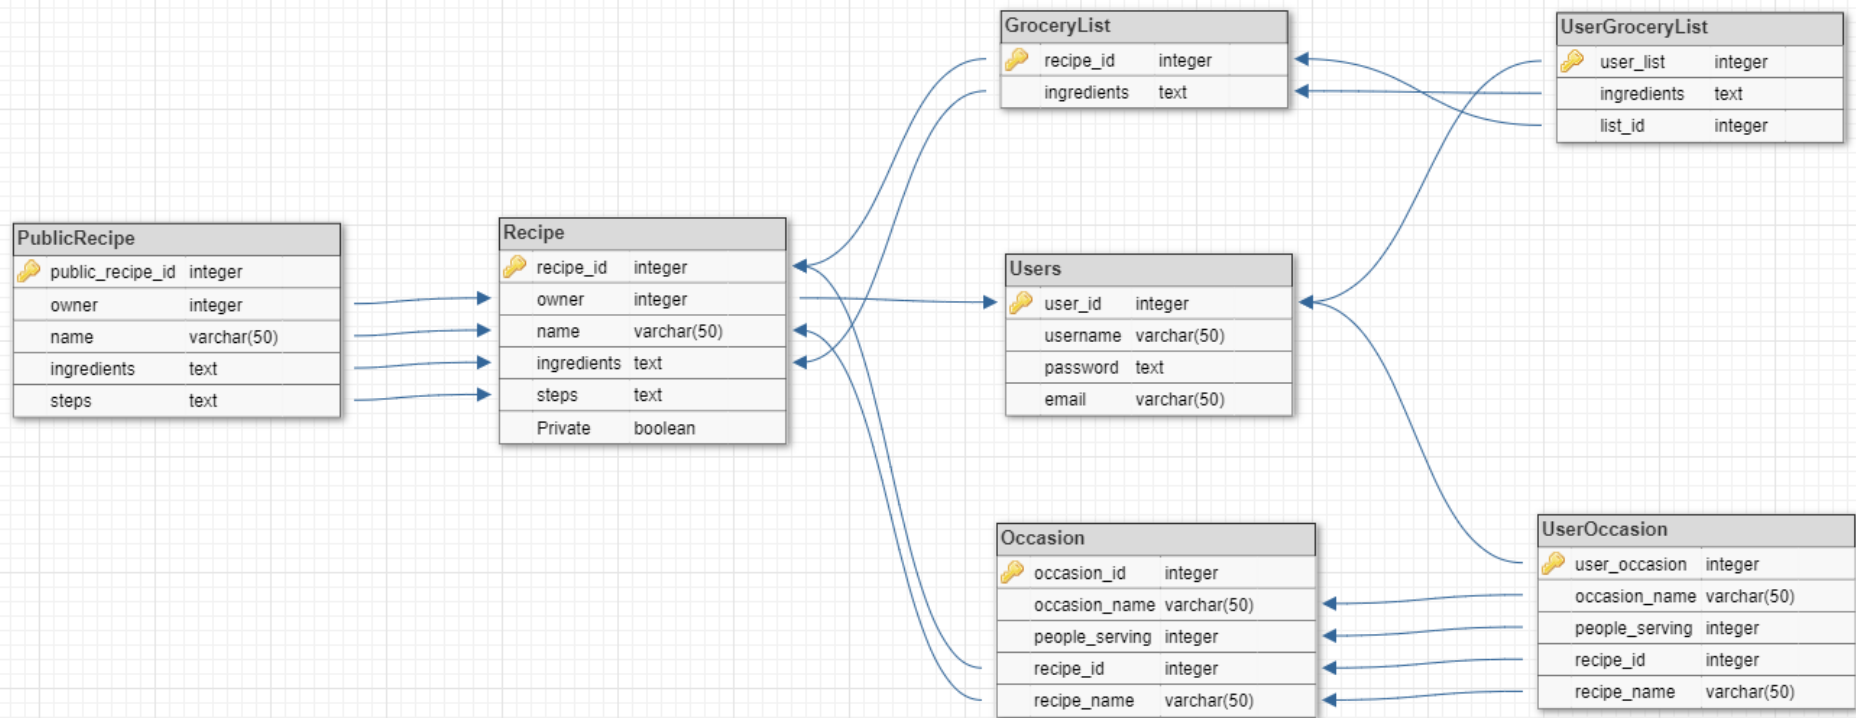 GroceryList
recipe_id integer
ingredients text
UserGroceryList
user_list integer
ingredients text
list_id integer
PublicRecipe
public_recipe_id integer
owner integer
name varchar(50)
ingredients text
steps text
Recipe
recipe_id integer
owner integer
name varchar(50)
ingredients text
steps text
Private boolean
Users
user_id integer
username varchar(50)
password text
email varchar(50)
Occasion
occasion_id integer
occasion_name varchar(50)
people_serving integer
recipe_id integer
recipe_name varchar(50)
UserOccasion
user_occasion integer
occasion_name varchar(50)
people_serving integer
recipe_id integer
recipe_name varchar(50)